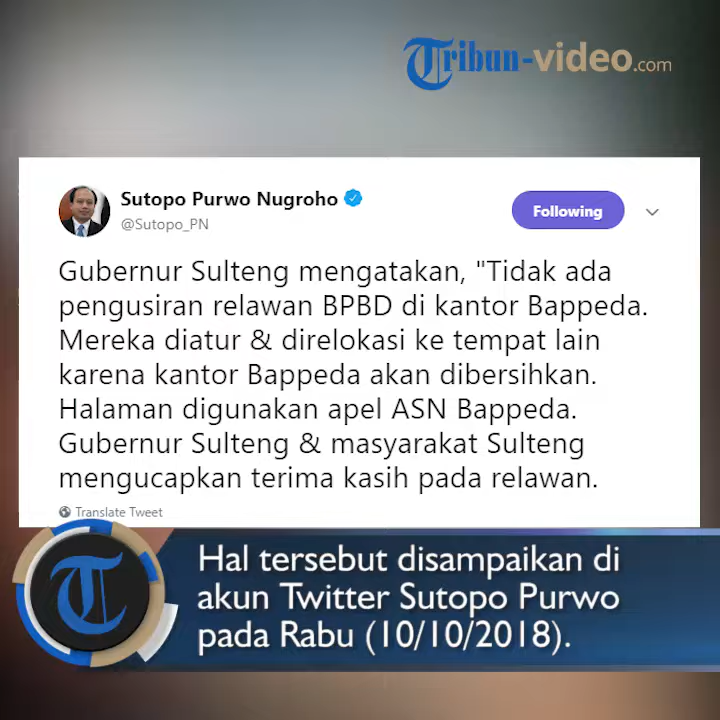 Tribun-video.com
Sutopo Purwo Nugroho
@Sutopo_PN
Following
Gubernur Sulteng mengatakan, "Tidak ada
pengusiran relawan BPBD di kantor Bappeda.
Mereka diatur & direlokasi ke tempat lain
karena kantor Bappeda akan dibersihkan.
Halaman digunakan apel ASN Bappeda.
Gubernur Sulteng & masyarakat Sulteng
mengucapkan terima kasih pada relawan.
Translate Tweet
T
Hal tersebut disampaikan di
akun Twitter Sutopo Purwo
pada Rabu (10/10/2018).